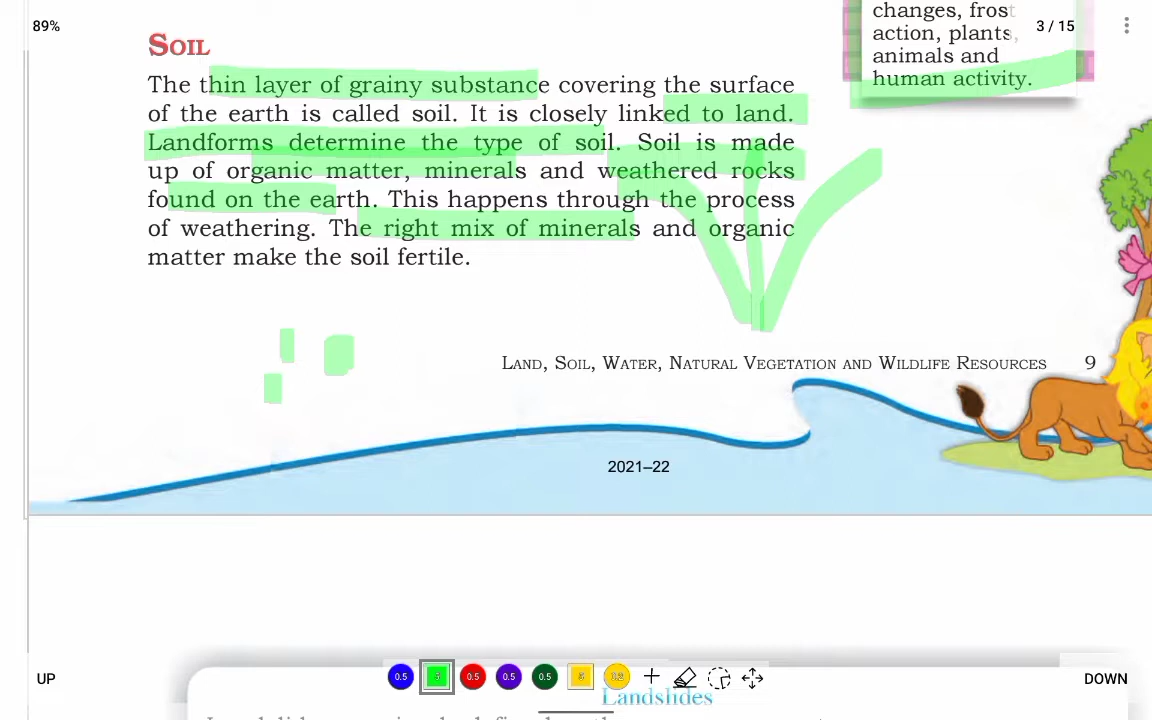 89%
changes, frost
action, plants,
3 / 15
animals and
human activity.
SOIL
The thin layer of grainy substance covering the surface
of the earth is called soil. It is closely linked to land.
Landforms determine the type of soil. Soil is made
up of organic matter, minerals and weathered rocks
found on the earth. This happens through the process
of weathering. The right mix of minerals and organic
matter make the soil fertile.
LAND, SOIL, WATER, NATURAL VEGETATION AND WILDLIFE RESOURCES 9
2021–22
UP
0.5 5 0.5 0.5 0.5
DOWN
Landslides